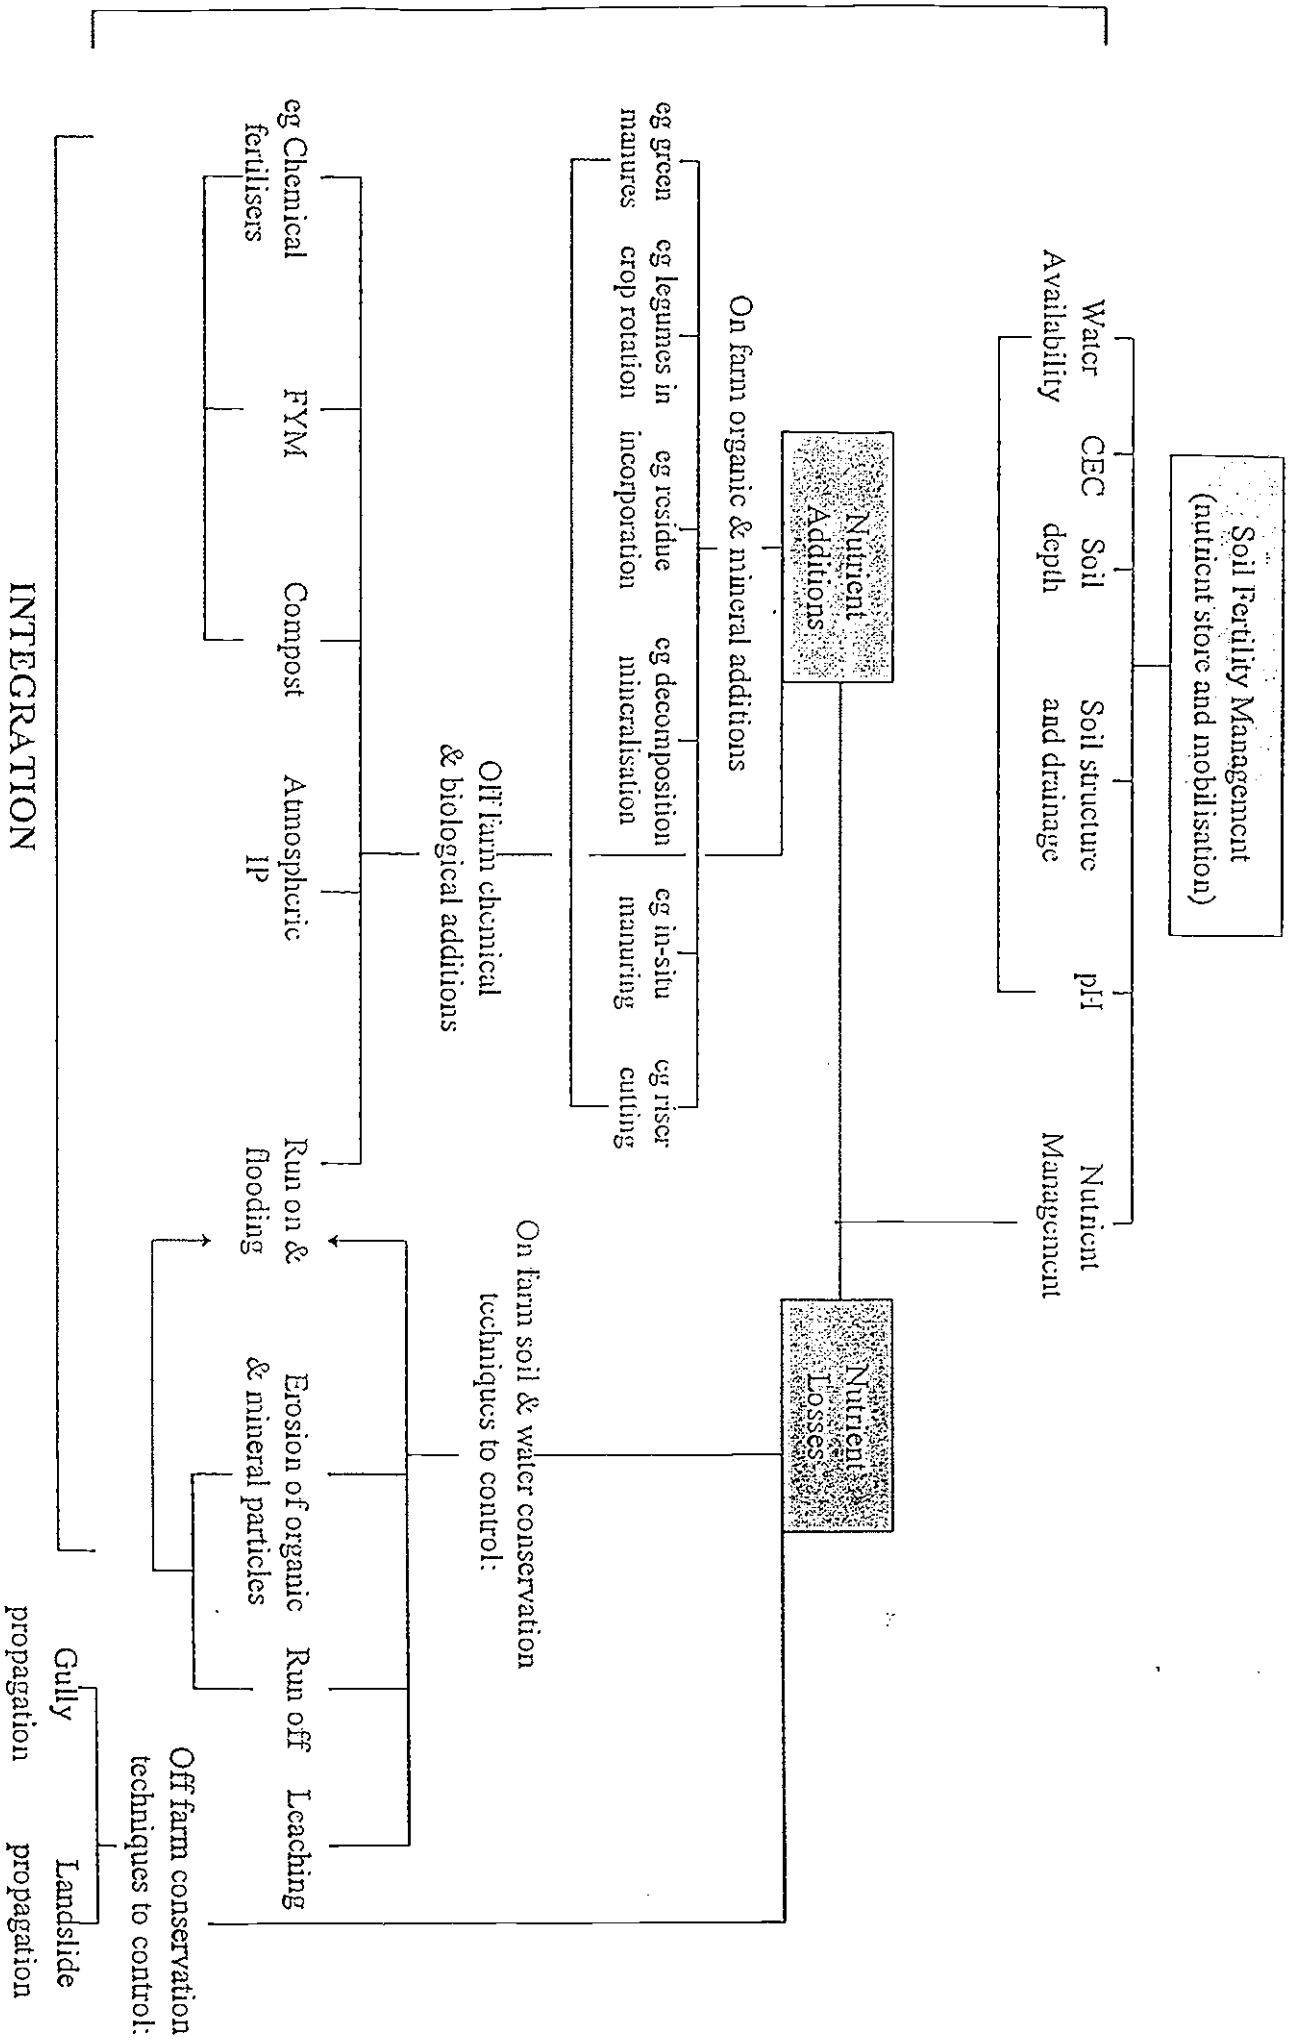 Soil Fertility Management
(nutrient store and mobilisation)
Water
Availability
CEC
Soil
depth
Soil structure
and drainage
pH
Nutrient
Management
Nutrient
Additions
Nutrient
Losses
On farm organic & mineral additions
eg green
manures
eg legumes in
crop rotation
eg residue
incorporation
eg decomposition
mineralisation
eg in-situ
manuring
eg riser
cutting
On farm soil & water conservation
techniques to control:
Off farm chemical
& biological additions
eg Chemical
fertilisers
FYM
Compost
Atmospheric
IP
Run on &
flooding
Erosion of organic
& mineral particles
Run off
Leaching
Off farm conservation
techniques to control:
Gully
propagation
Landslide
propagation
INTEGRATION